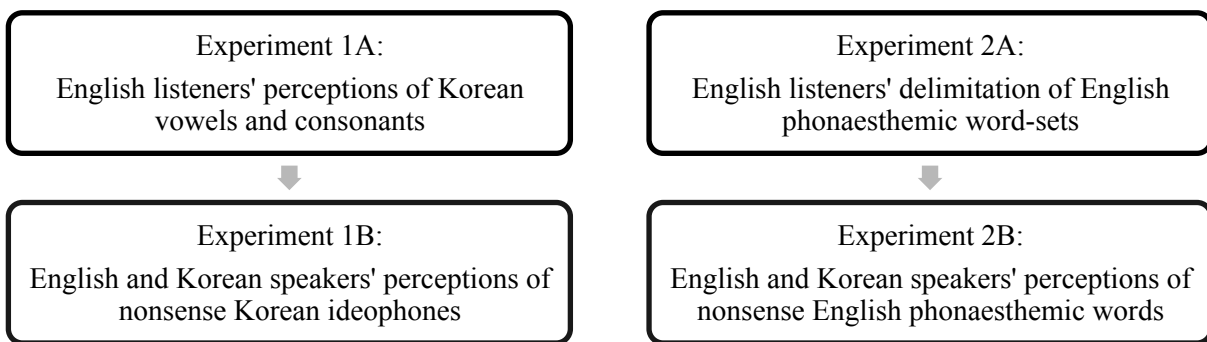 Experiment 1A:
English listeners' perceptions of Korean
vowels and consonants
Experiment 2A:
English listeners' delimitation of English
phonaesthemic word-sets
Experiment 1B:
English and Korean speakers' perceptions of
nonsense Korean ideophones
Experiment 2B:
English and Korean speakers' perceptions of
nonsense English phonaesthemic words